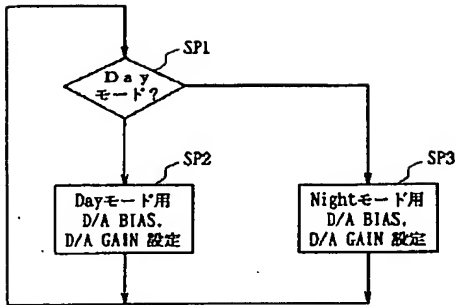 SP1
Day
モード?
SP2
Dayモード用
D/A BIAS,
D/A GAIN 設定
SP3
Nightモード用
D/A BIAS,
D/A GAIN 設定